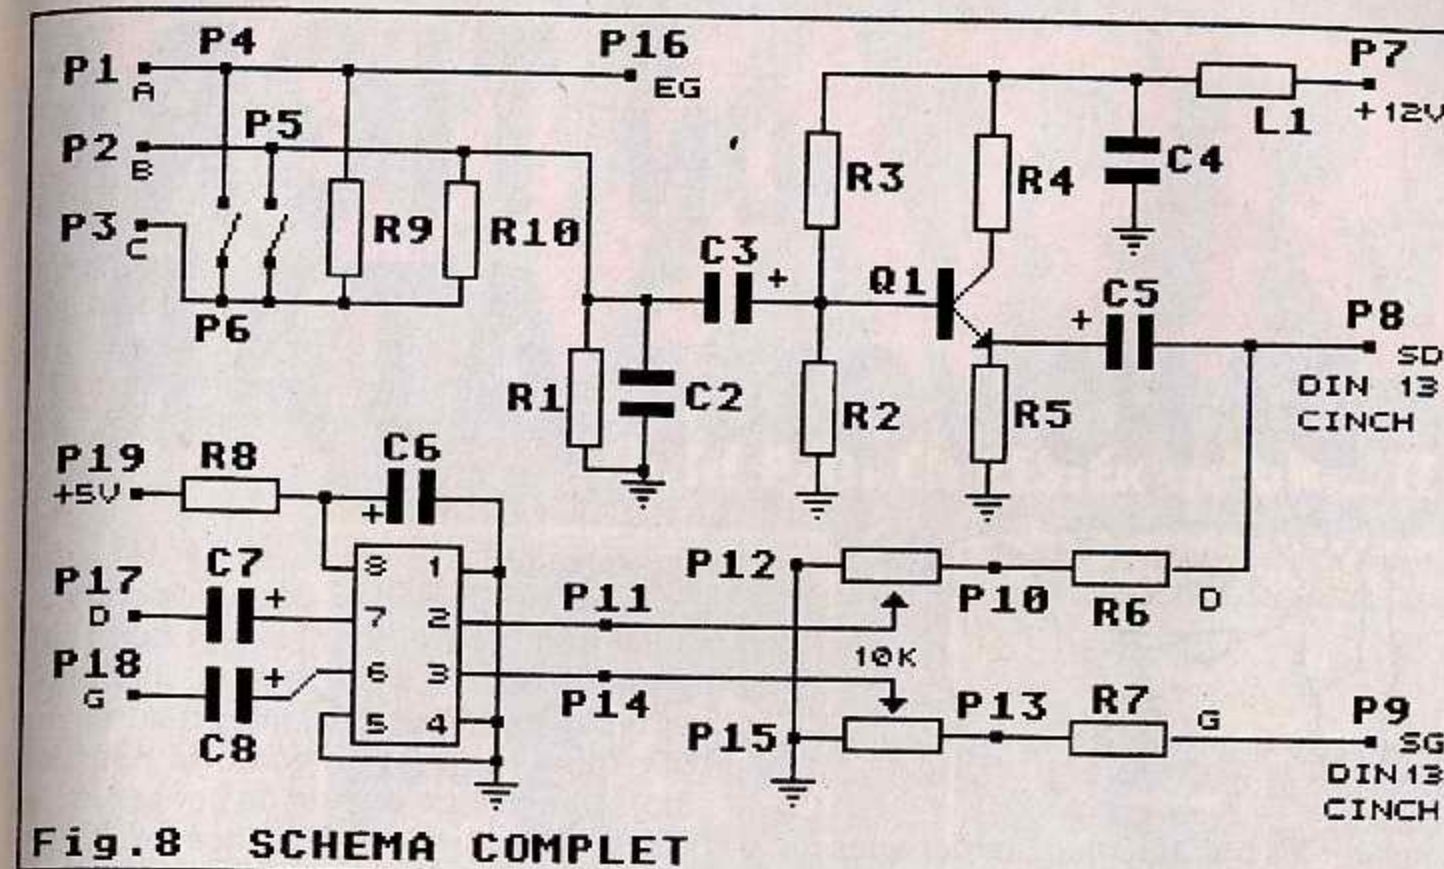 P4
P16
P7
P1 A
EG
+12V
L1
P5
P2 B
R3
R4
C4
P3 C
R9
R10
C3 +
Q1
C5
+
P8
SD
DIN 13
CINCH
P6
R1
C2
R2
R5
P19
+5V
R8
C6
+
P17
D
C7
+
8 1
7 2
6 3
5 4
P11
P12
P10
R6
D
10K
P18
G
+
C8
P14
P15
P13
R7
G
P9
SG
DIN 13
CINCH
Fig.8 SCHEMA COMPLET